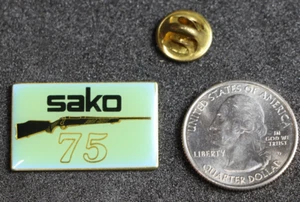 sako
75
UNITED STATES OF AMERICA
LIBERTY
IN
GOD WE
TRUST
QUARTER DOLLAR